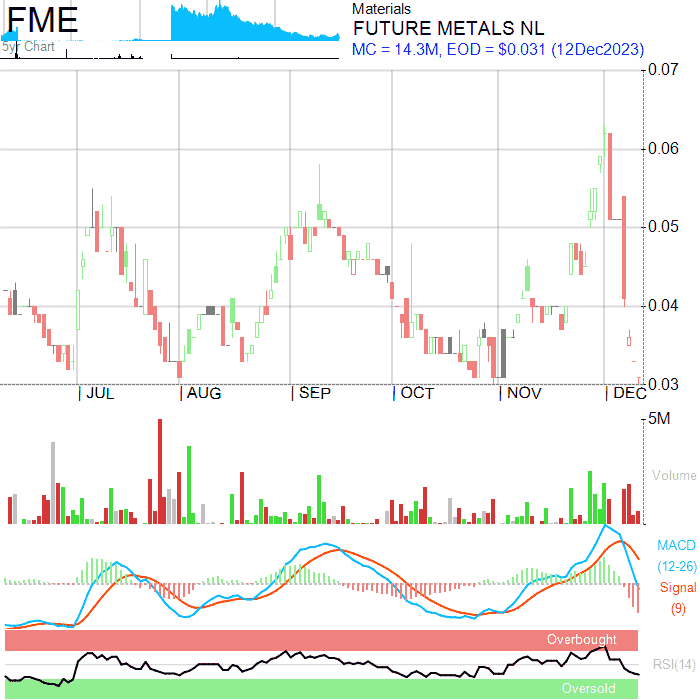 FME
5yr Chart
Materials
FUTURE METALS NL
MC = 14.3M, EOD = $0.031 (12Dec2023)
0.07
0.06
0.05
0.04
0.03
JUL AUG SEP OCT NOV DEC
5M
Volume
MACD
(12-26)
Signal
(9)
Overbought
RSI(14)
Oversold